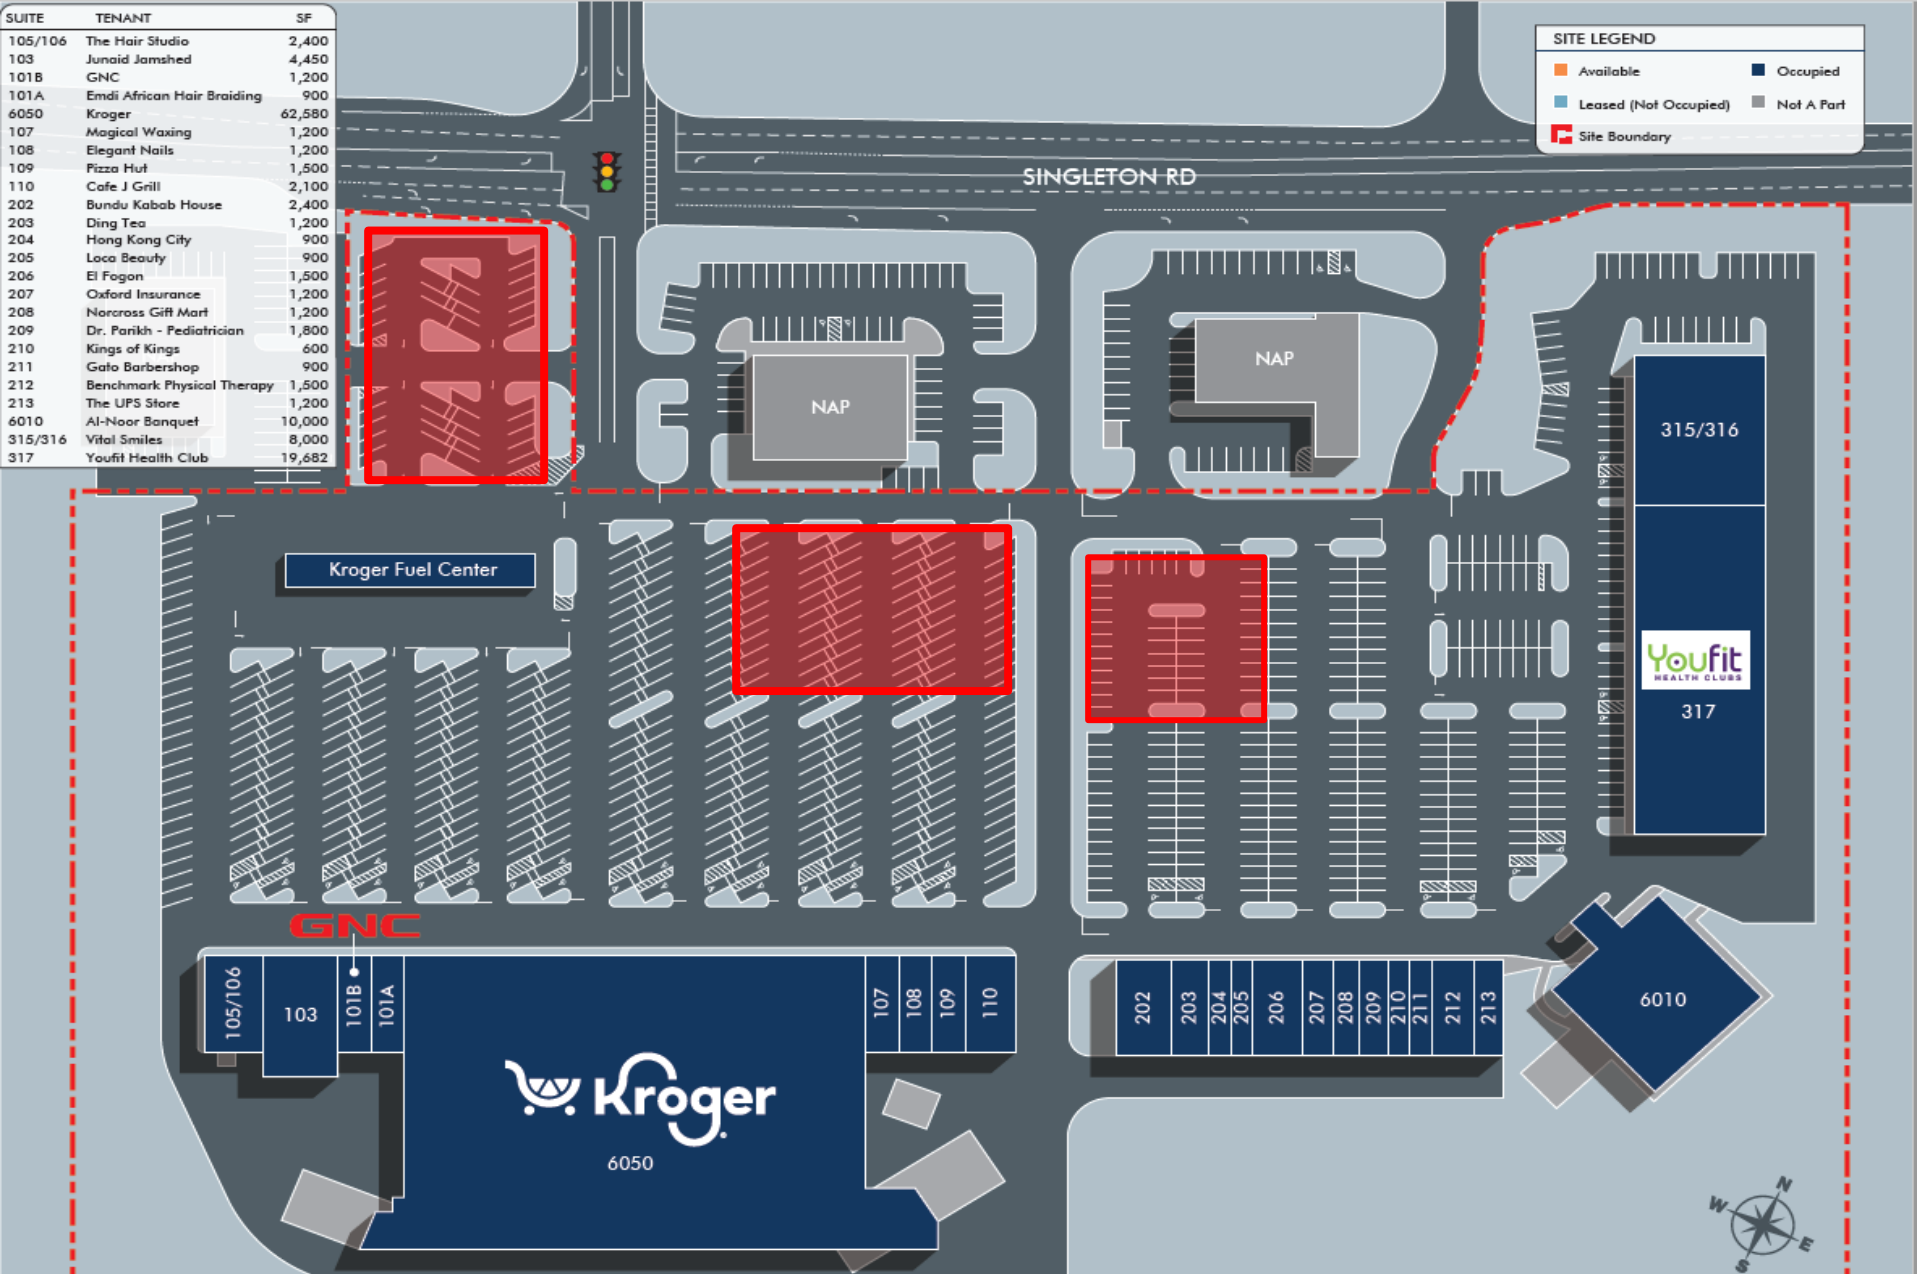 SUITE TENANT SF
105/106 The Hair Studio 2,400
103 Junaid Jamshed 4,450
101B GNC 1,200
101A Emdi African Hair Braiding 900
6050 Kroger 62,580
107 Magical Waxing 1,200
108 Elegant Nails 1,200
109 Pizza Hut 1,500
110 Cafe J Grill 2,100
202 Bundu Kabab House 2,400
203 Ding Tea 1,200
204 Hong Kong City 900
205 Loca Beauty 900
206 El Fogon 1,500
207 Oxford Insurance 1,200
208 Norcross Gift Mart 1,200
209 Dr. Parikh - Pediatrician 1,800
210 Kings of Kings 600
211 Gato Barbershop 900
212 Benchmark Physical Therapy 1,500
213 The UPS Store 1,200
6010 Al-Noor Banquet 10,000
315/316 Vital Smiles 8,000
317 Youfit Health Club 19,682
SITE LEGEND
Available Occupied
Leased (Not Occupied) Not A Part
Site Boundary
SINGLETON RD
NAP
NAP
315/316
Kroger Fuel Center
Youfit
HEALTH CLUBS
317
GNC
105/106
103
101B
101A
107
108
109
110
202
203
204
205
206
207
208
209
210
211
212
213
6010
Kroger
6050
N
W
E
S